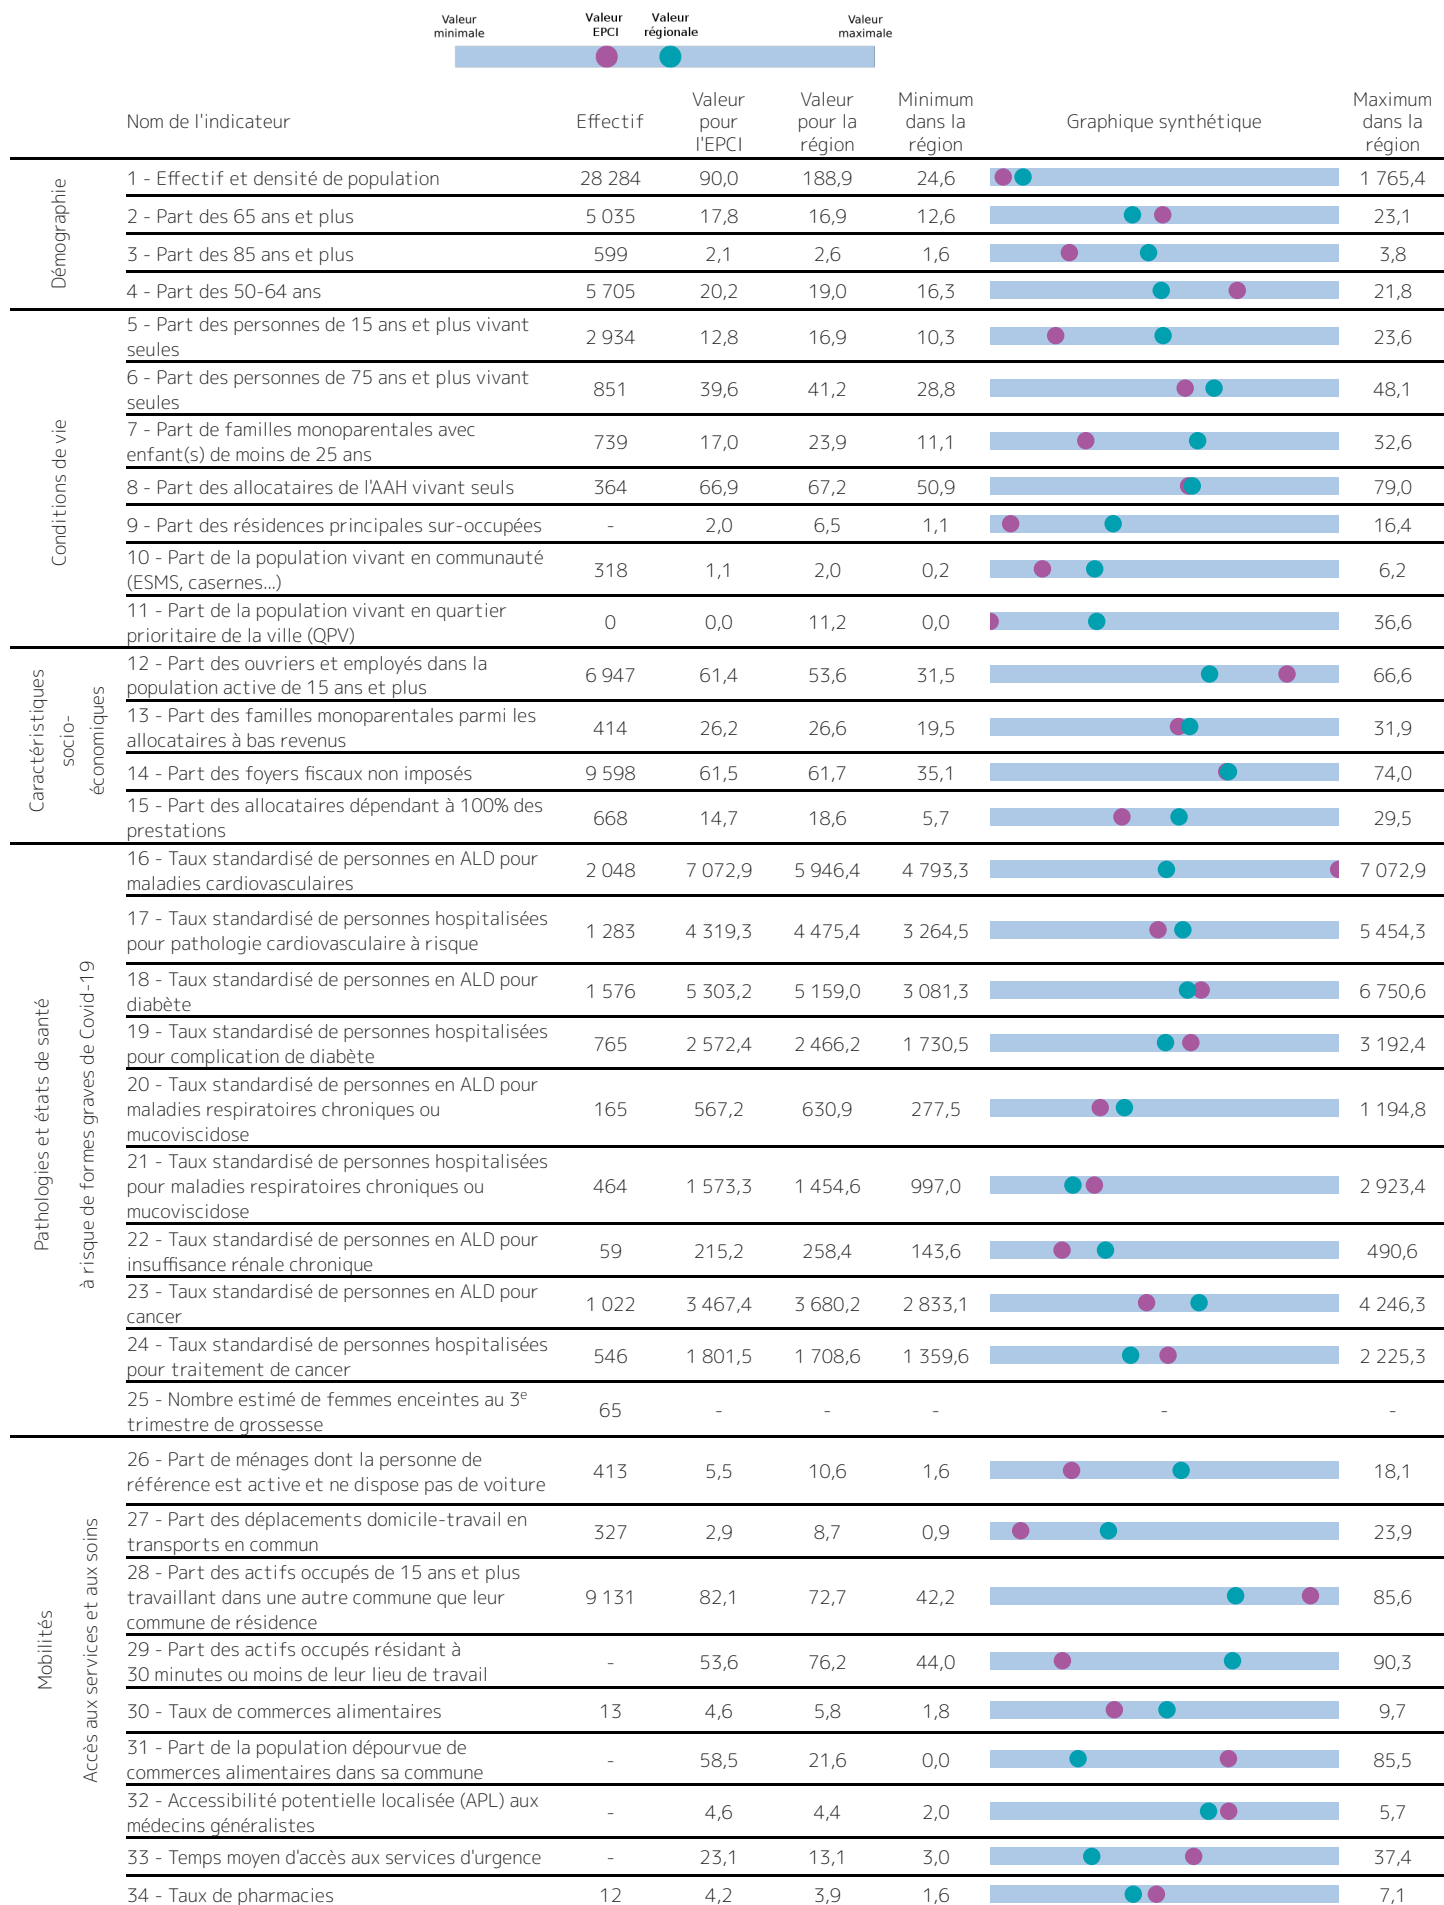 Valeur minimale
Valeur EPCI
Valeur régionale
Valeur maximale
Nom de l'indicateur
Effectif
Valeur pour l'EPCI
Valeur pour la région
Minimum dans la région
Graphique synthétique
Maximum dans la région
Démographie
1 - Effectif et densité de population 28 284 90,0 188,9 24,6 1 765,4
2 - Part des 65 ans et plus 5 035 17,8 16,9 12,6 23,1
3 - Part des 85 ans et plus 599 2,1 2,6 1,6 3,8
4 - Part des 50-64 ans 5 705 20,2 19,0 16,3 21,8
Conditions de vie
5 - Part des personnes de 15 ans et plus vivant
seules 2 934 12,8 16,9 10,3 23,6
6 - Part des personnes de 75 ans et plus vivant
seules 851 39,6 41,2 28,8 48,1
7 - Part de familles monoparentales avec
enfant(s) de moins de 25 ans 739 17,0 23,9 11,1 32,6
8 - Part des allocataires de l'AAH vivant seuls 364 66,9 67,2 50,9 79,0
9 - Part des résidences principales sur-occupées - 2,0 6,5 1,1 16,4
10 - Part de la population vivant en communauté
(ESMS, casernes...) 318 1,1 2,0 0,2 6,2
11 - Part de la population vivant en quartier
prioritaire de la ville (QPV) 0 0,0 11,2 0,0 36,6
Caractéristiques
socio-
économiques
12 - Part des ouvriers et employés dans la
population active de 15 ans et plus 6 947 61,4 53,6 31,5 66,6
13 - Part des familles monoparentales parmi les
allocataires à bas revenus 414 26,2 26,6 19,5 31,9
14 - Part des foyers fiscaux non imposés 9 598 61,5 61,7 35,1 74,0
15 - Part des allocataires dépendant à 100% des
prestations 668 14,7 18,6 5,7 29,5
Pathologies et états de santé
à risque de formes graves de Covid-19
16 - Taux standardisé de personnes en ALD pour
maladies cardiovasculaires 2 048 7 072,9 5 946,4 4 793,3 7 072,9
17 - Taux standardisé de personnes hospitalisées
pour pathologie cardiovasculaire à risque 1 283 4 319,3 4 475,4 3 264,5 5 454,3
18 - Taux standardisé de personnes en ALD pour
diabète 1 576 5 303,2 5 159,0 3 081,3 6 750,6
19 - Taux standardisé de personnes hospitalisées
pour complication de diabète 765 2 572,4 2 466,2 1 730,5 3 192,4
20 - Taux standardisé de personnes en ALD pour
maladies respiratoires chroniques ou
mucoviscidose 165 567,2 630,9 277,5 1 194,8
21 - Taux standardisé de personnes hospitalisées
pour maladies respiratoires chroniques ou
mucoviscidose 464 1 573,3 1 454,6 997,0 2 923,4
22 - Taux standardisé de personnes en ALD pour
insuffisance rénale chronique 59 215,2 258,4 143,6 490,6
23 - Taux standardisé de personnes en ALD pour
cancer 1 022 3 467,4 3 680,2 2 833,1 4 246,3
24 - Taux standardisé de personnes hospitalisées
pour traitement de cancer 546 1 801,5 1 708,6 1 359,6 2 225,3
25 - Nombre estimé de femmes enceintes au 3e
trimestre de grossesse 65 - - - - -
Mobilités
Accès aux services et aux soins
26 - Part de ménages dont la personne de
référence est active et ne dispose pas de voiture 413 5,5 10,6 1,6 18,1
27 - Part des déplacements domicile-travail en
transports en commun 327 2,9 8,7 0,9 23,9
28 - Part des actifs occupés de 15 ans et plus
travaillant dans une autre commune que leur
commune de résidence 9 131 82,1 72,7 42,2 85,6
29 - Part des actifs occupés résidant à
30 minutes ou moins de leur lieu de travail - 53,6 76,2 44,0 90,3
30 - Taux de commerces alimentaires 13 4,6 5,8 1,8 9,7
31 - Part de la population dépourvue de
commerces alimentaires dans sa commune - 58,5 21,6 0,0 85,5
32 - Accessibilité potentielle localisée (APL) aux
médecins généralistes - 4,6 4,4 2,0 5,7
33 - Temps moyen d'accès aux services d'urgence - 23,1 13,1 3,0 37,4
34 - Taux de pharmacies 12 4,2 3,9 1,6 7,1